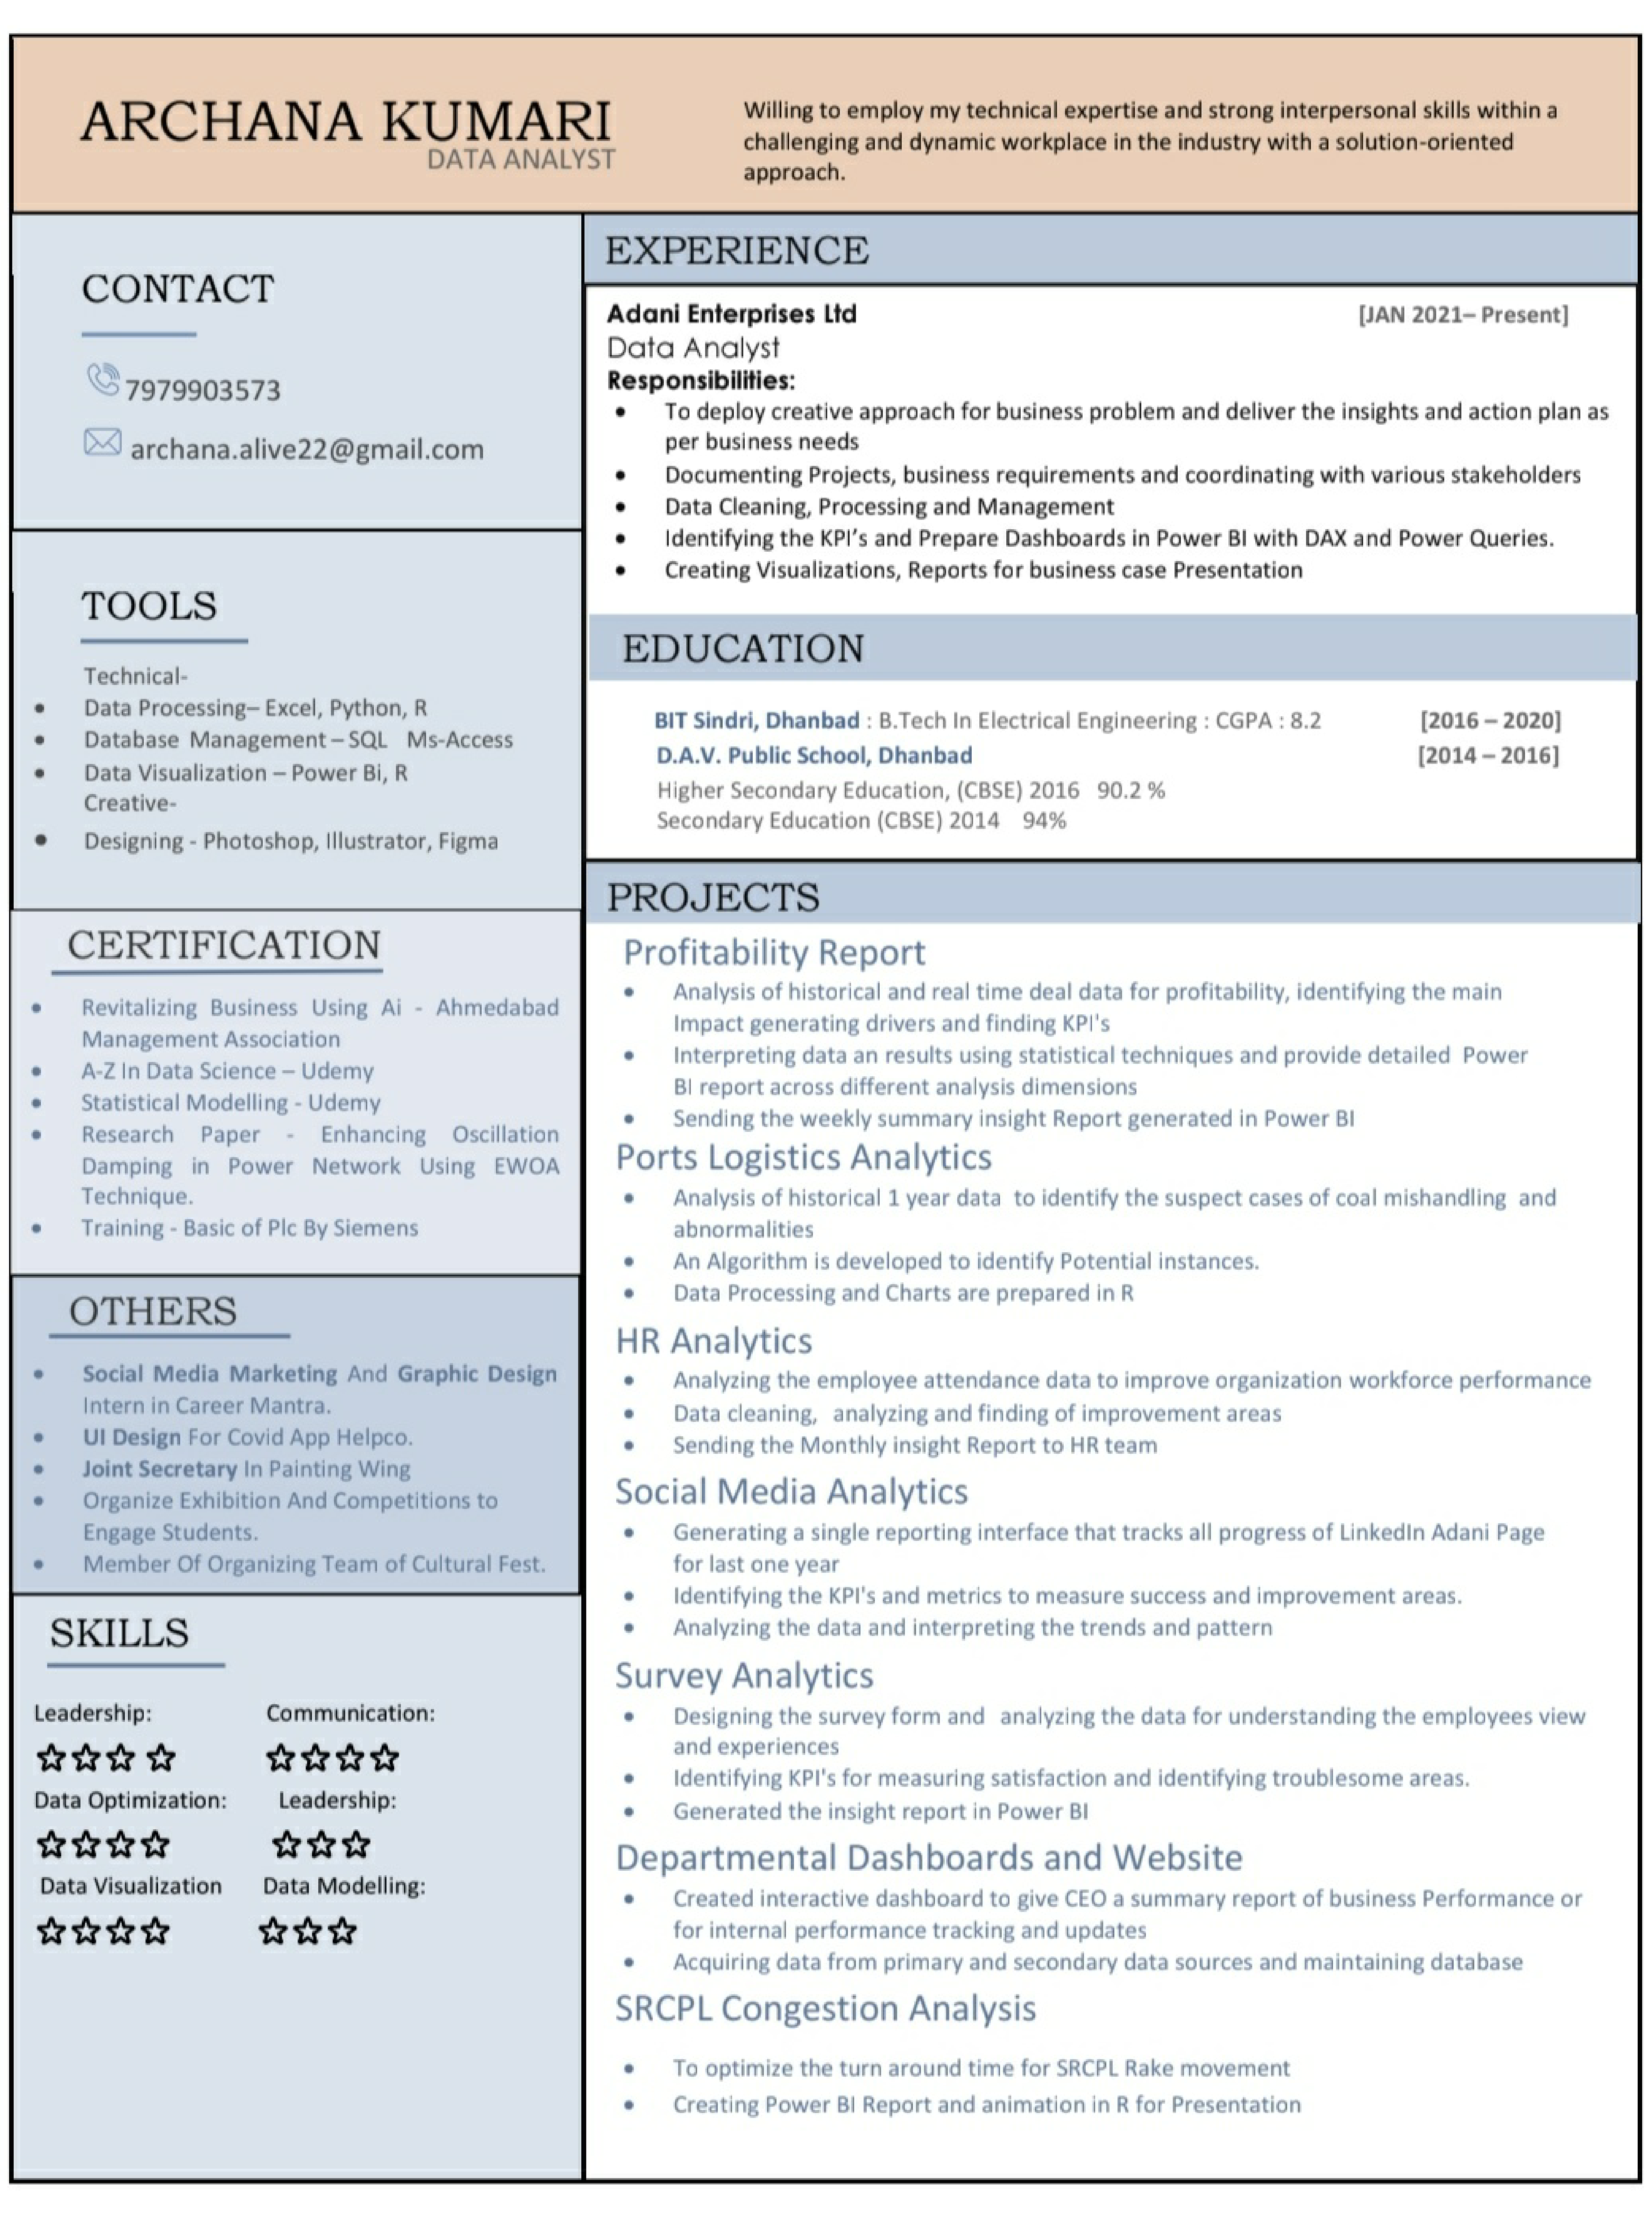 ARCHANA KUMARI
DATA ANALYST
Willing to employ my technical expertise and strong interpersonal skills within a
challenging and dynamic workplace in the industry with a solution-oriented
approach.
CONTACT
7979903573
archana.alive22@gmail.com
TOOLS
Technical-
• Data Processing– Excel, Python, R
• Database Management – SQL Ms-Access
• Data Visualization – Power Bi, R
Creative-
• Designing - Photoshop, Illustrator, Figma
CERTIFICATION
• Revitalizing Business Using Ai - Ahmedabad
Management Association
• A-Z In Data Science – Udemy
• Statistical Modelling - Udemy
• Research Paper - Enhancing Oscillation
Damping in Power Network Using EWOA
Technique.
• Training - Basic of Plc By Siemens
OTHERS
• Social Media Marketing And Graphic Design
Intern in Career Mantra.
• UI Design For Covid App Helpco.
• Joint Secretary In Painting Wing
• Organize Exhibition And Competitions to
Engage Students.
• Member Of Organizing Team of Cultural Fest.
SKILLS
Leadership: Communication:
☆☆☆☆ ☆☆☆☆
Data Optimization: Leadership:
☆☆☆☆ ☆☆☆
Data Visualization Data Modelling:
☆☆☆☆ ☆☆☆
EXPERIENCE
Adani Enterprises Ltd [JAN 2021– Present]
Data Analyst
Responsibilities:
• To deploy creative approach for business problem and deliver the insights and action plan as
per business needs
• Documenting Projects, business requirements and coordinating with various stakeholders
• Data Cleaning, Processing and Management
• Identifying the KPI’s and Prepare Dashboards in Power BI with DAX and Power Queries.
• Creating Visualizations, Reports for business case Presentation
EDUCATION
BIT Sindri, Dhanbad : B.Tech In Electrical Engineering : CGPA : 8.2 [2016 – 2020]
D.A.V. Public School, Dhanbad [2014 – 2016]
Higher Secondary Education, (CBSE) 2016 90.2 %
Secondary Education (CBSE) 2014 94%
PROJECTS
Profitability Report
• Analysis of historical and real time deal data for profitability, identifying the main
Impact generating drivers and finding KPI's
• Interpreting data an results using statistical techniques and provide detailed Power
BI report across different analysis dimensions
• Sending the weekly summary insight Report generated in Power BI
Ports Logistics Analytics
• Analysis of historical 1 year data to identify the suspect cases of coal mishandling and
abnormalities
• An Algorithm is developed to identify Potential instances.
• Data Processing and Charts are prepared in R
HR Analytics
• Analyzing the employee attendance data to improve organization workforce performance
• Data cleaning, analyzing and finding of improvement areas
• Sending the Monthly insight Report to HR team
Social Media Analytics
• Generating a single reporting interface that tracks all progress of LinkedIn Adani Page
for last one year
• Identifying the KPI's and metrics to measure success and improvement areas.
• Analyzing the data and interpreting the trends and pattern
Survey Analytics
• Designing the survey form and analyzing the data for understanding the employees view
and experiences
• Identifying KPI's for measuring satisfaction and identifying troublesome areas.
• Generated the insight report in Power BI
Departmental Dashboards and Website
• Created interactive dashboard to give CEO a summary report of business Performance or
for internal performance tracking and updates
• Acquiring data from primary and secondary data sources and maintaining database
SRCPL Congestion Analysis
• To optimize the turn around time for SRCPL Rake movement
• Creating Power BI Report and animation in R for Presentation